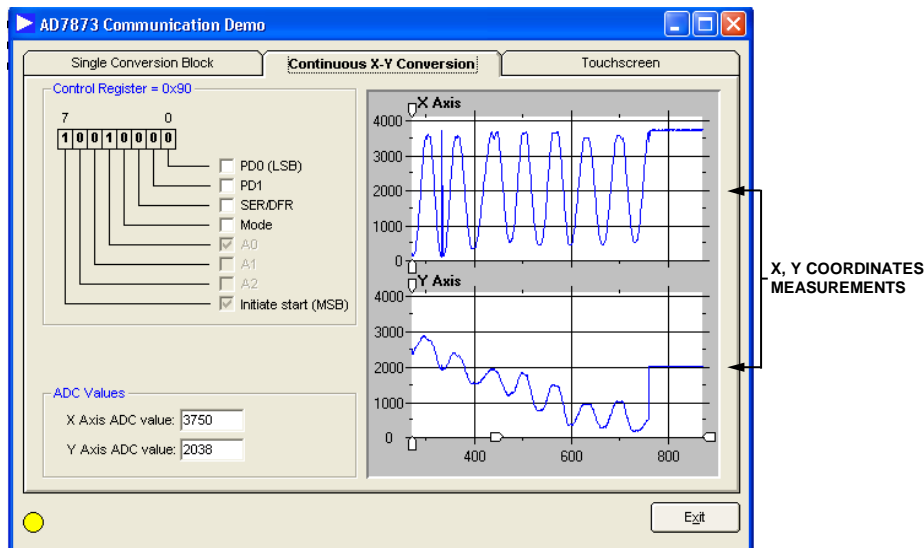 AD7873 Communication Demo
Single Conversion Block
Continuous X-Y Conversion
Touchscreen
Control Register = 0x90
7 0
1 0 0 1 0 0 0 0
PD0 (LSB)
PD1
SER/DFR
Mode
A0
A1
A2
Initiate start (MSB)
ADC Values
X Axis ADC value: 3750
Y Axis ADC value: 2038
X Axis
4000
3000
2000
1000
0
Y Axis
4000
3000
2000
1000
0
400 600 800
X, Y COORDINATES
MEASUREMENTS
Exit